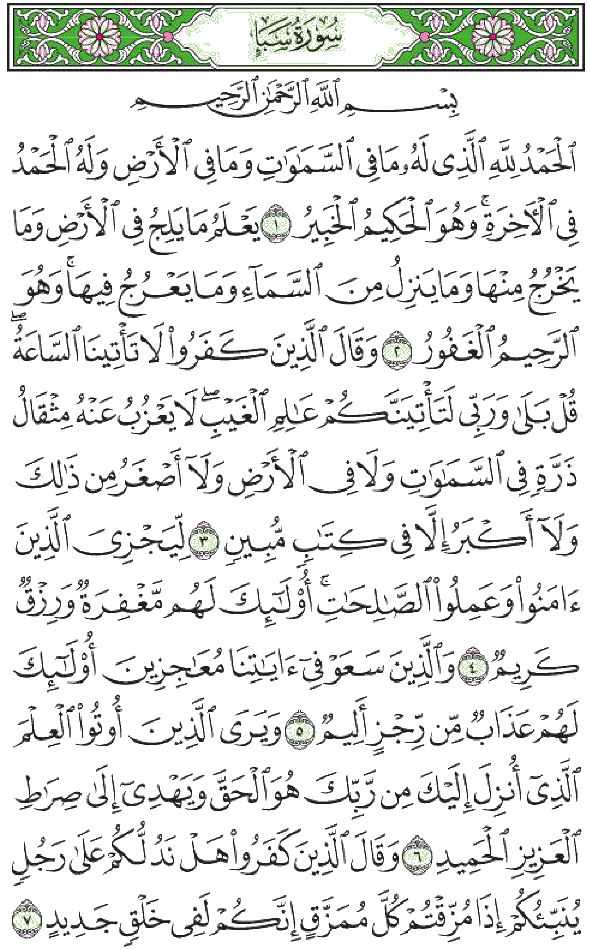 سُورَةُ سَبَإٍ
بِسْمِ ٱللَّهِ ٱلرَّحْمَٰنِ ٱلرَّحِيمِ
ٱلْحَمْدُ لِلَّهِ ٱلَّذِى لَهُۥ مَا فِى ٱلسَّمَٰوَٰتِ وَمَا فِى ٱلْأَرْضِ وَلَهُ ٱلْحَمْدُ
فِى ٱلْءَاخِرَةِ ۚ وَهُوَ ٱلْحَكِيمُ ٱلْخَبِيرُ ١ يَعْلَمُ مَا يَلِجُ فِى ٱلْأَرْضِ وَمَا
يَخْرُجُ مِنْهَا وَمَا يَنزِلُ مِنَ ٱلسَّمَآءِ وَمَا يَعْرُجُ فِيهَا ۚ وَهُوَ
ٱلرَّحِيمُ ٱلْغَفُورُ ٢ وَقَالَ ٱلَّذِينَ كَفَرُوا۟ لَا تَأْتِينَا ٱلسَّاعَةُ ۖ
قُلْ بَلَىٰ وَرَبِّى لَتَأْتِيَنَّكُمْ عَٰلِمِ ٱلْغَيْبِ ۖ لَا يَعْزُبُ عَنْهُ مِثْقَالُ
ذَرَّةٍ فِى ٱلسَّمَٰوَٰتِ وَلَا فِى ٱلْأَرْضِ وَلَآ أَصْغَرُ مِن ذَٰلِكَ
وَلَآ أَكْبَرُ إِلَّا فِى كِتَٰبٍ مُّبِينٍ ٣ لِّيَجْزِىَ ٱلَّذِينَ
ءَامَنُوا۟ وَعَمِلُوا۟ ٱلصَّٰلِحَٰتِ ۚ أُو۟لَٰٓئِكَ لَهُم مَّغْفِرَةٌ وَرِزْقٌ
كَرِيمٌ ٤ وَٱلَّذِينَ سَعَوْ فِىٓ ءَايَٰتِنَا مُعَٰجِزِينَ أُو۟لَٰٓئِكَ
لَهُمْ عَذَابٌ مِّن رِّجْزٍ أَلِيمٌ ٥ وَيَرَى ٱلَّذِينَ أُوتُوا۟ ٱلْعِلْمَ
ٱلَّذِىٓ أُنزِلَ إِلَيْكَ مِن رَّبِّكَ هُوَ ٱلْحَقَّ وَيَهْدِىٓ إِلَىٰ صِرَٰطِ
ٱلْعَزِيزِ ٱلْحَمِيدِ ٦ وَقَالَ ٱلَّذِينَ كَفَرُوا۟ هَلْ نَدُلُّكُمْ عَلَىٰ رَجُلٍ
يُنَبِّئُكُمْ إِذَا مُزِّقْتُمْ كُلَّ مُمَزَّقٍ إِنَّكُمْ لَفِى خَلْقٍ جَدِيدٍ ٧